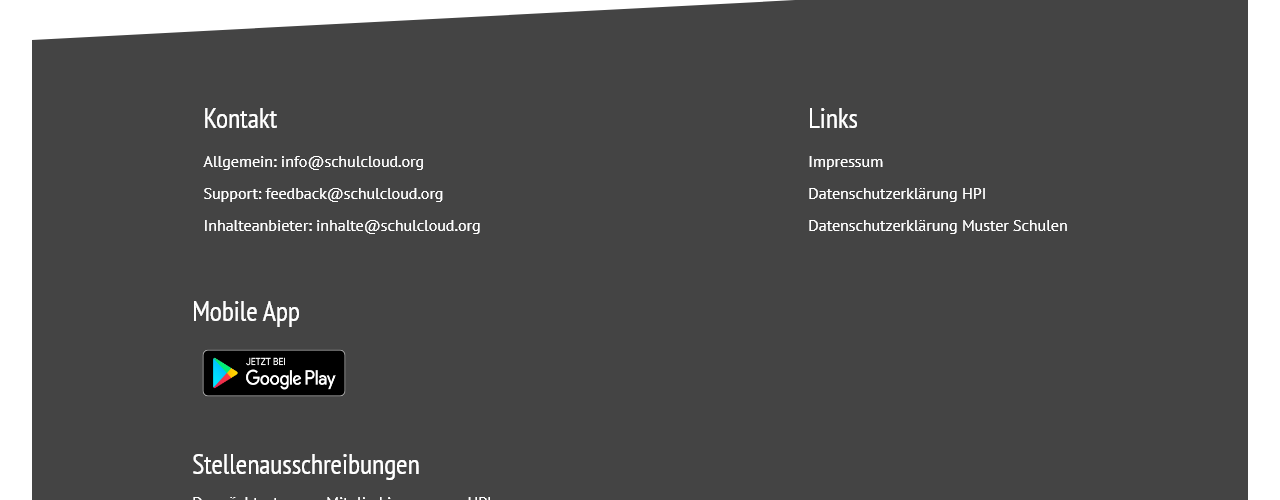 Kontakt
Allgemein: info@schulcloud.org
Support: feedback@schulcloud.org
Inhalteanbieter: inhalte@schulcloud.org
Links
Impressum
Datenschutzerklärung HPI
Datenschutzerklärung Muster Schulen
Mobile App
JETZT BEI
Google Play
Stellenausschreibungen